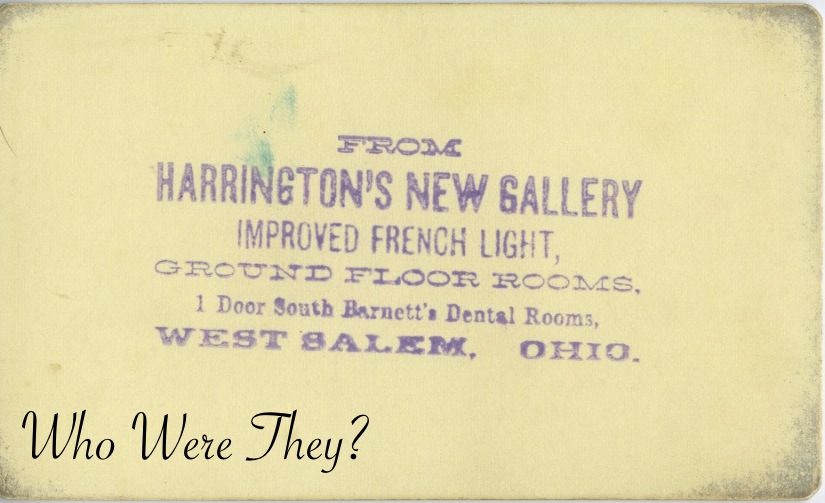 FROM
HARRINGTON'S NEW GALLERY
IMPROVED FRENCH LIGHT,
GROUND FLOOR ROOMS,
1 Door South Barnett's Dental Rooms,
WEST SALEM, OHIO.
Who Were They?